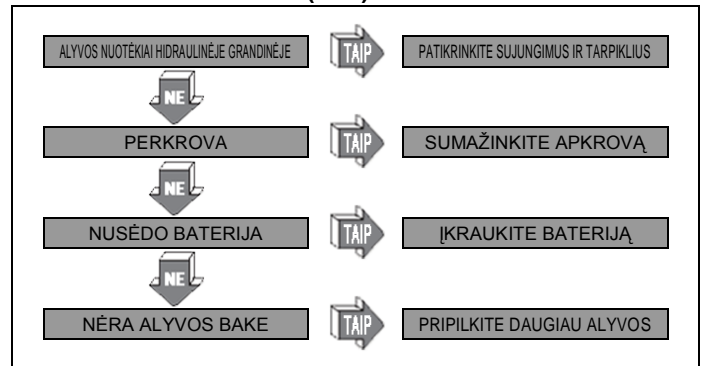 ALYVOS NUOTĖKIAI HIDRAULINĖJE GRANDINĖJE TAIP PATIKRINKITE SUJUNGIMUS IR TARPIKLIUS
NE
PERKROVA TAIP SUMAŽINKITE APKROVĄ
NE
NUSĖDO BATERIJA TAIP ĮKRAUKITE BATERIJĄ
NE
NĖRA ALYVOS BAKE TAIP PRIPILKITE DAUGIAU ALYVOS